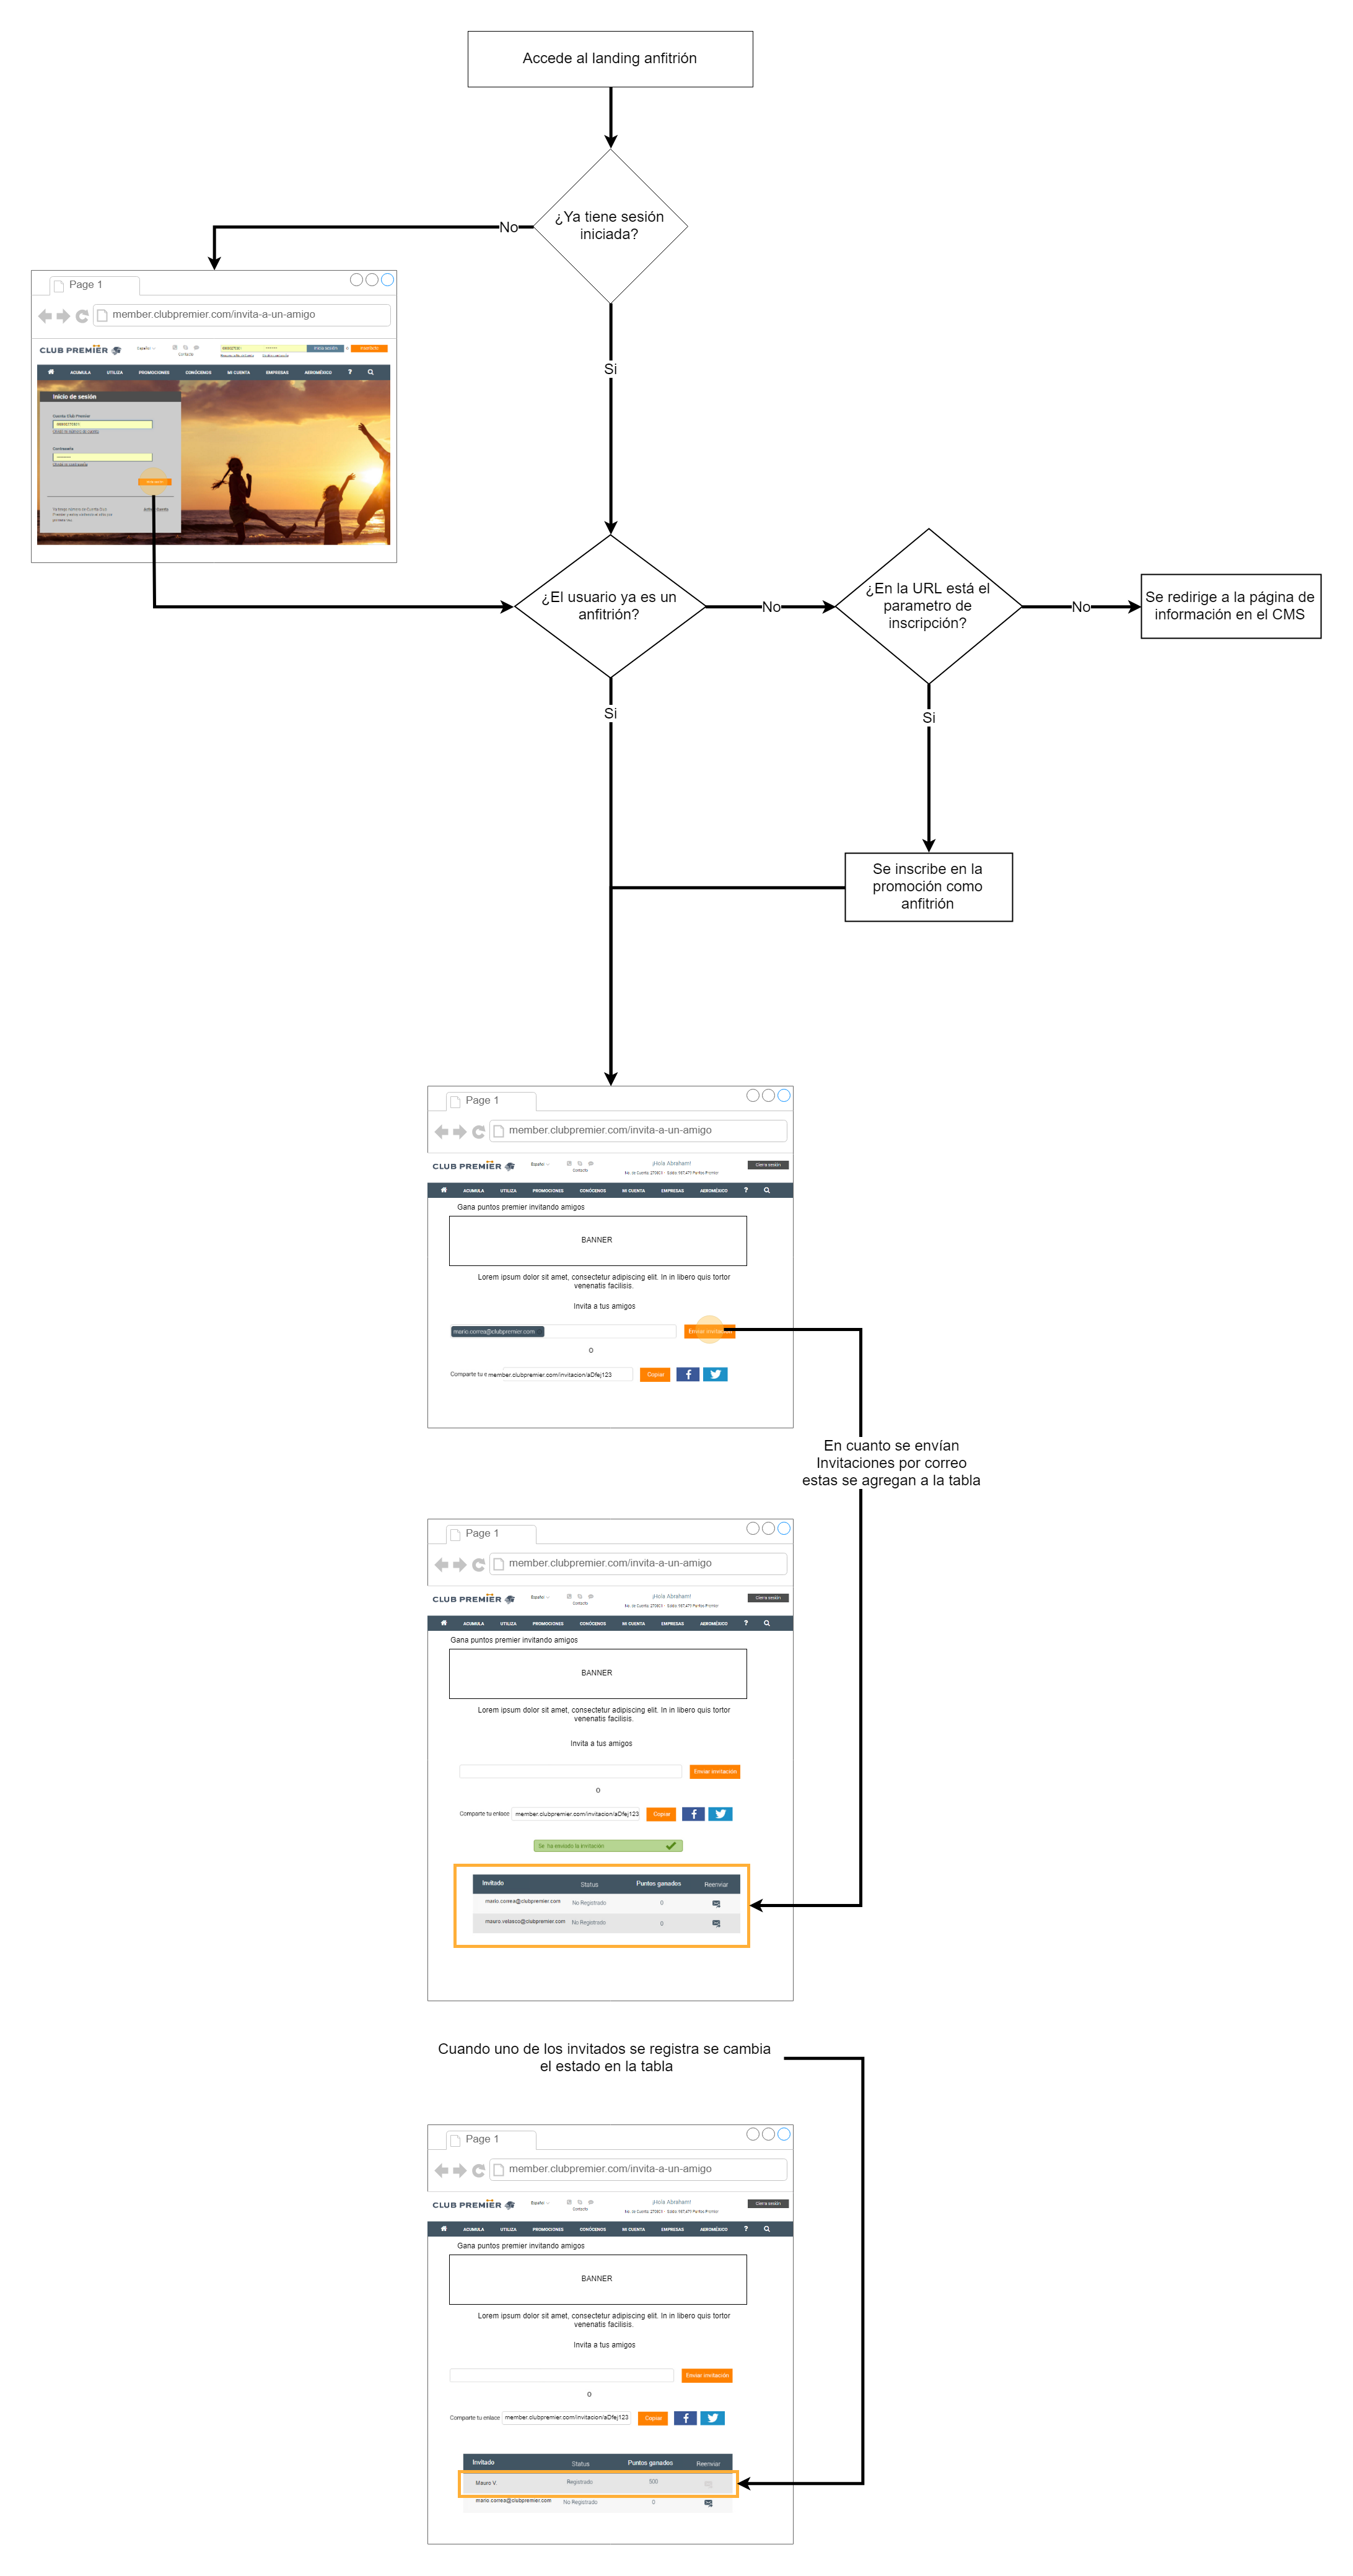 Accede al landing anfitrión
¿Ya tiene sesión
iniciada?
No
Si
Page 1
member.clubpremier.com/invita-a-un-amigo
CLUB PREMIER
Español
Contacto
ACUMULA UTILIZA PROMOCIONES CONÓCENOS MI CUENTA EMPRESAS AEROMÉXICO ?
Inicio de sesión
Cuenta Club Premier
Contraseña
¿El usuario ya es un
anfitrión?
No
¿En la URL está el
parametro de
inscripción?
No
Se redirige a la página de
información en el CMS
Si
Si
Se inscribe en la
promoción como
anfitrión
Page 1
member.clubpremier.com/invita-a-un-amigo
CLUB PREMIER
Español
Contacto
¡Hola Abraham!
Cierra sesión
ACUMULA UTILIZA PROMOCIONES CONÓCENOS MI CUENTA EMPRESAS AEROMÉXICO ?
Gana puntos premier invitando amigos
BANNER
Lorem ipsum dolor sit amet, consectetur adipiscing elit. In in libero quis tortor
venenatis facilisis.
Invita a tus amigos
mario.correa@clubpremier.com
Enviar invitación
O
Comparte tu e member.clubpremier.com/invitacion/aDfej123
Copiar
En cuanto se envían
Invitaciones por correo
estas se agregan a la tabla
Page 1
member.clubpremier.com/invita-a-un-amigo
CLUB PREMIER
Español
Contacto
¡Hola Abraham!
Cierra sesión
ACUMULA UTILIZA PROMOCIONES CONÓCENOS MI CUENTA EMPRESAS AEROMÉXICO ?
Gana puntos premier invitando amigos
BANNER
Lorem ipsum dolor sit amet, consectetur adipiscing elit. In in libero quis tortor
venenatis facilisis.
Invita a tus amigos
Enviar invitación
O
Comparte tu enlace member.clubpremier.com/invitacion/aDfej123
Copiar
Se ha enviado la invitación
Invitado Status Puntos ganados Reenviar
mario.correa@clubpremier.com No Registrado 0
mauro.velasco@clubpremier.com No Registrado 0
Cuando uno de los invitados se registra se cambia
el estado en la tabla
Page 1
member.clubpremier.com/invita-a-un-amigo
CLUB PREMIER
Español
Contacto
¡Hola Abraham!
Cierra sesión
ACUMULA UTILIZA PROMOCIONES CONÓCENOS MI CUENTA EMPRESAS AEROMÉXICO ?
Gana puntos premier invitando amigos
BANNER
Lorem ipsum dolor sit amet, consectetur adipiscing elit. In in libero quis tortor
venenatis facilisis.
Invita a tus amigos
Enviar invitación
O
Comparte tu enlace member.clubpremier.com/invitacion/aDfej123
Copiar
Invitado Status Puntos ganados Reenviar
Mauro V. Registrado 500
mario.correa@clubpremier.com No Registrado 0